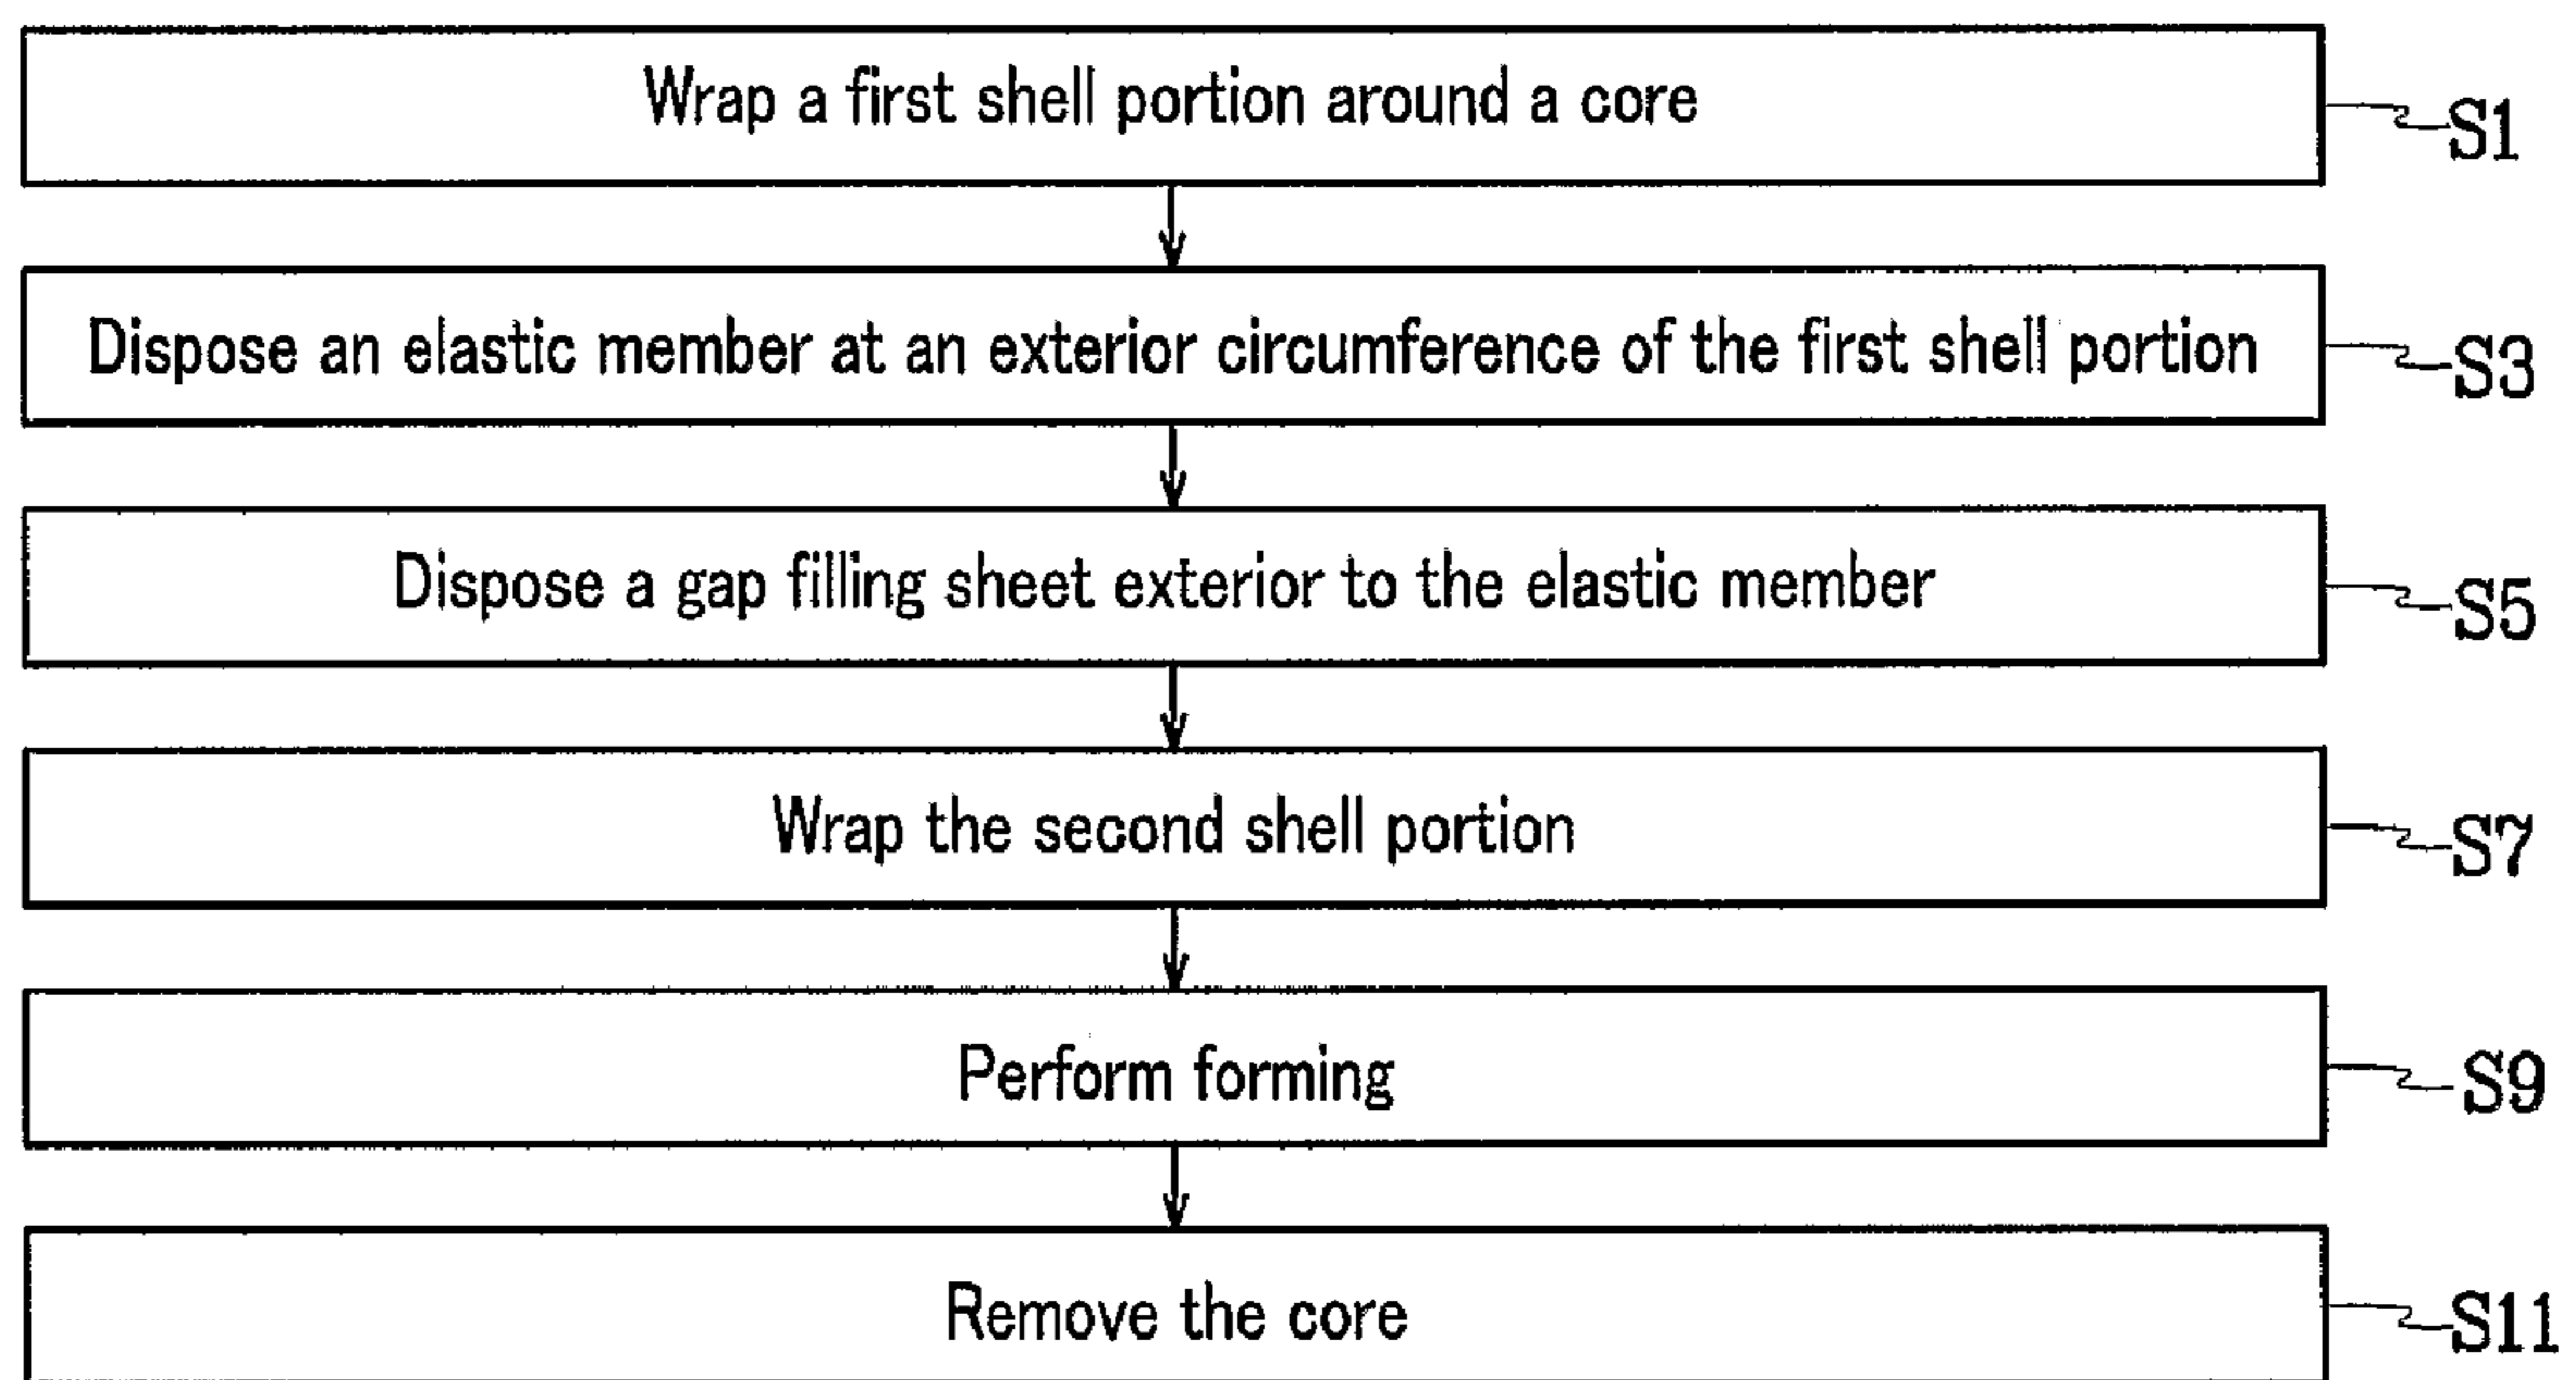 Wrap a first shell portion around a core
S1
Dispose an elastic member at an exterior circumference of the first shell portion
S3
Dispose a gap filling sheet exterior to the elastic member
S5
Wrap the second shell portion
S7
Perform forming
S9
Remove the core
S11